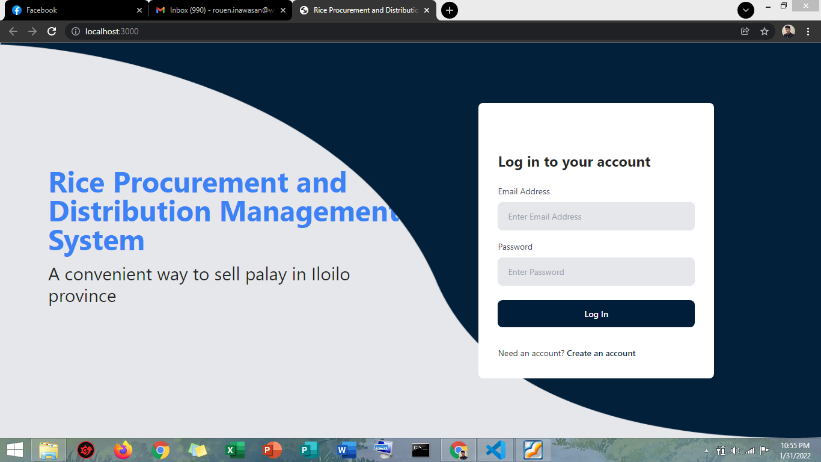 Facebook
Inbox (990) - rouen.inawasan@w
Rice Procurement and Distributio
localhost:3000
Rice Procurement and
Distribution Management
System
A convenient way to sell palay in Iloilo
province
Log in to your account
Email Address
Enter Email Address
Password
Enter Password
Log In
Need an account? Create an account
10:55 PM
1/31/2022